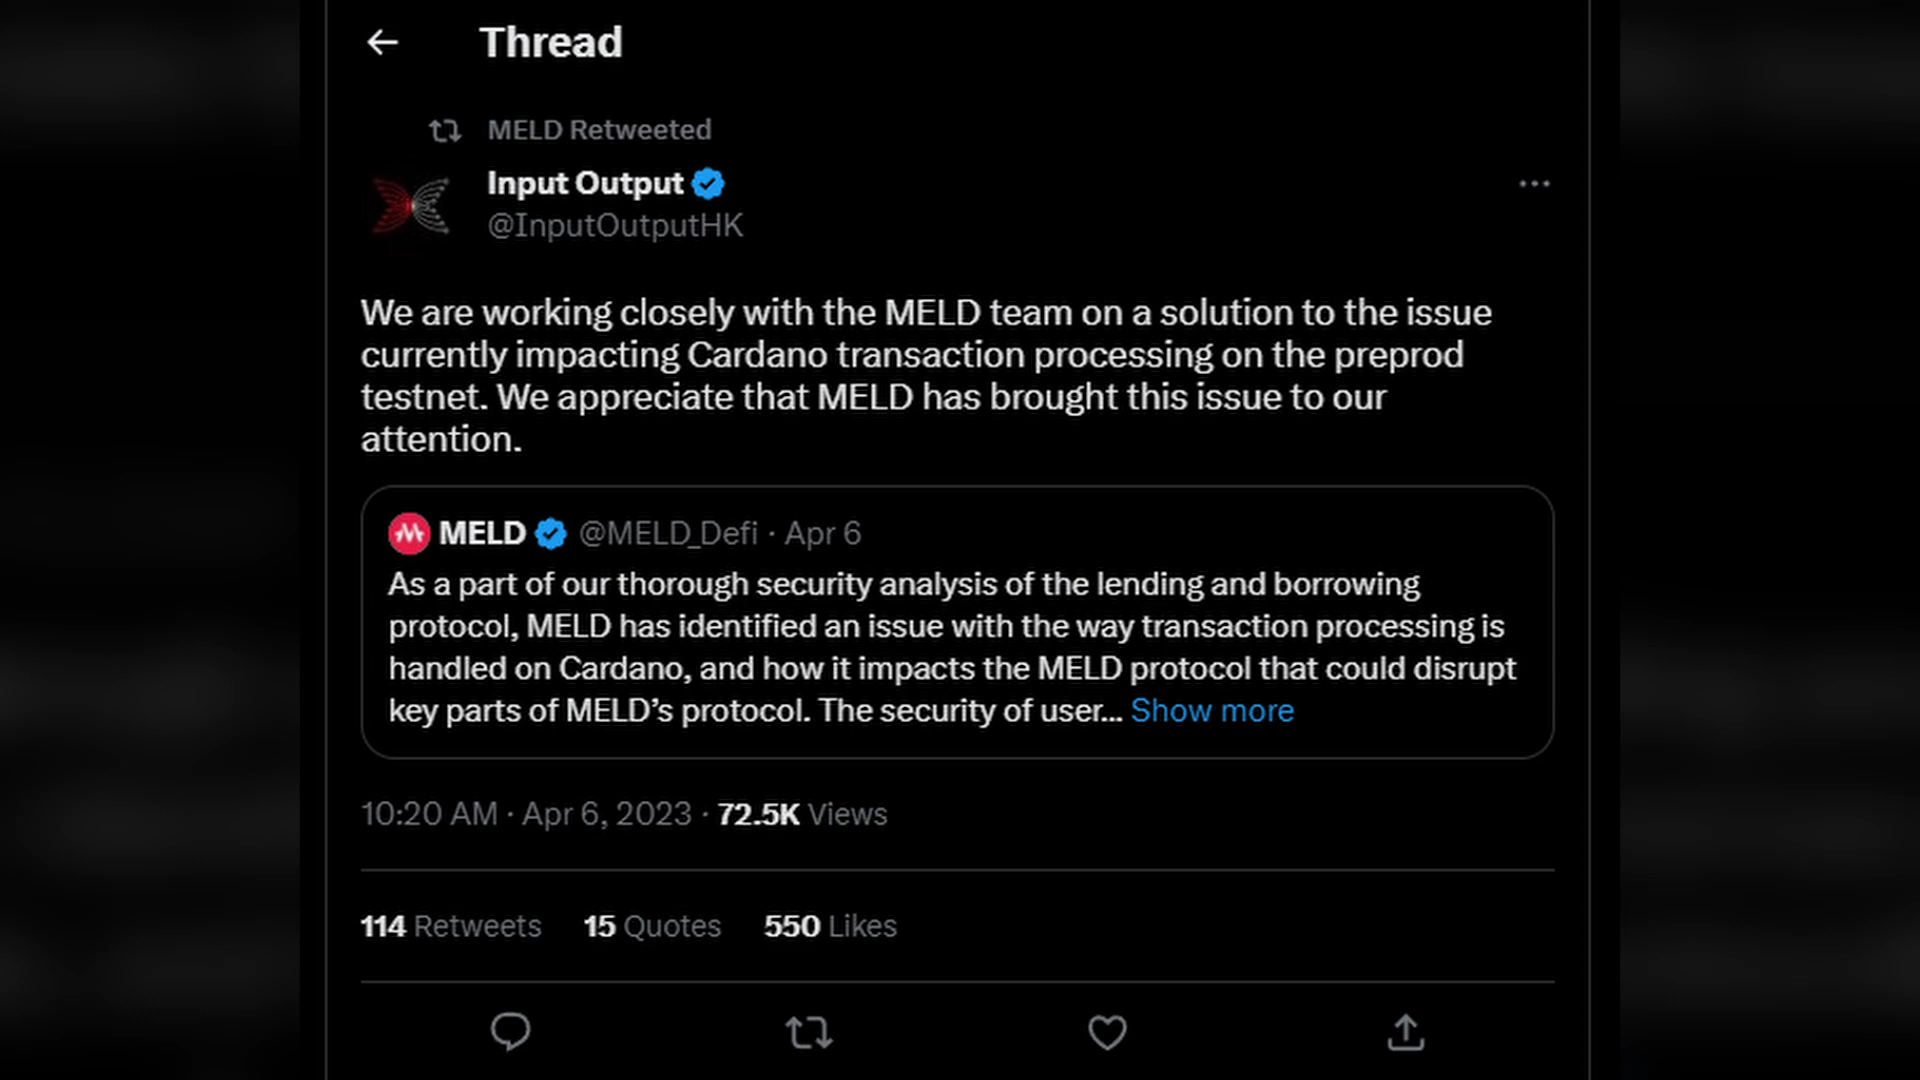 Thread
MELD Retweeted
Input Output
@InputOutputHK
We are working closely with the MELD team on a solution to the issue
currently impacting Cardano transaction processing on the preprod
testnet. We appreciate that MELD has brought this issue to our
attention.
MELD @MELD_Defi · Apr 6
As a part of our thorough security analysis of the lending and borrowing
protocol, MELD has identified an issue with the way transaction processing is
handled on Cardano, and how it impacts the MELD protocol that could disrupt
key parts of MELD’s protocol. The security of user... Show more
10:20 AM · Apr 6, 2023 · 72.5K Views
114 Retweets 15 Quotes 550 Likes